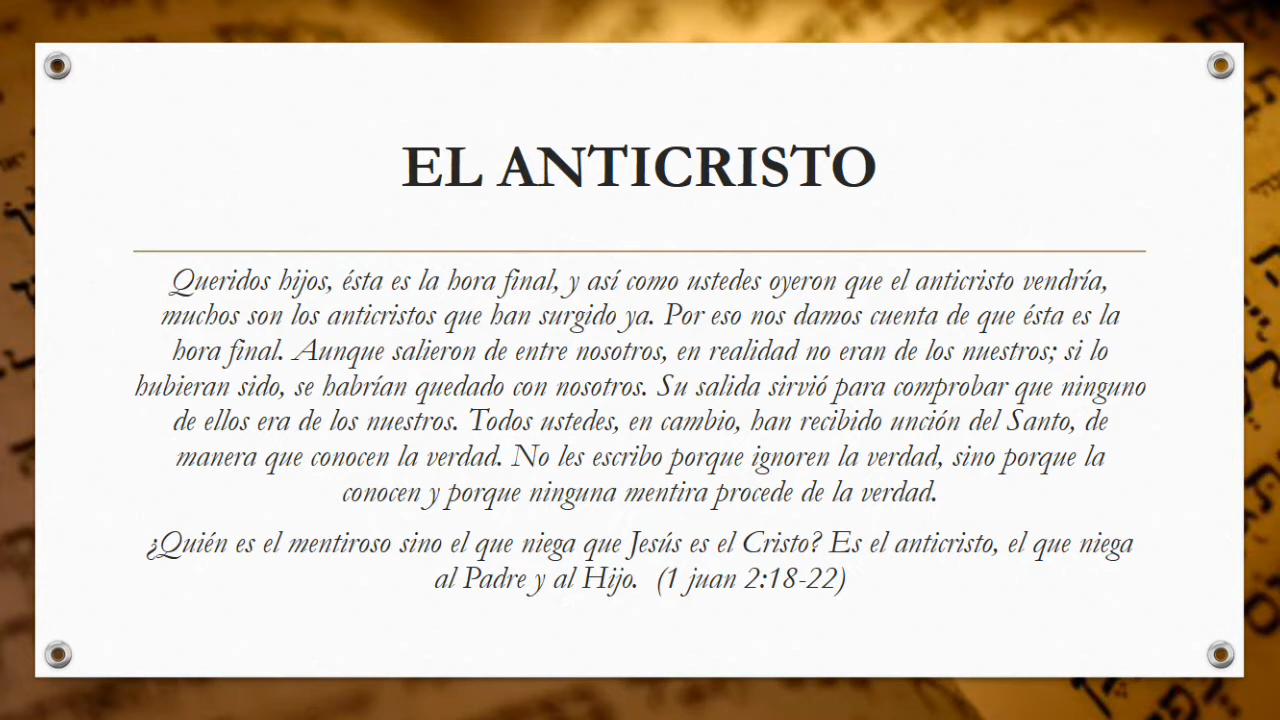 EL ANTICRISTO
Queridos hijos, ésta es la hora final, y así como ustedes oyeron que el anticristo vendría,
muchos son los anticristos que han surgido ya. Por eso nos damos cuenta de que ésta es la
hora final. Aunque salieron de entre nosotros, en realidad no eran de los nuestros; si lo
hubieran sido, se habrían quedado con nosotros. Su salida sirvió para comprobar que ninguno
de ellos era de los nuestros. Todos ustedes, en cambio, han recibido unción del Santo, de
manera que conocen la verdad. No les escribo porque ignoren la verdad, sino porque la
conocen y porque ninguna mentira procede de la verdad.
¿Quién es el mentiroso sino el que niega que Jesús es el Cristo? Es el anticristo, el que niega
al Padre y al Hijo.  (1 juan 2:18-22)